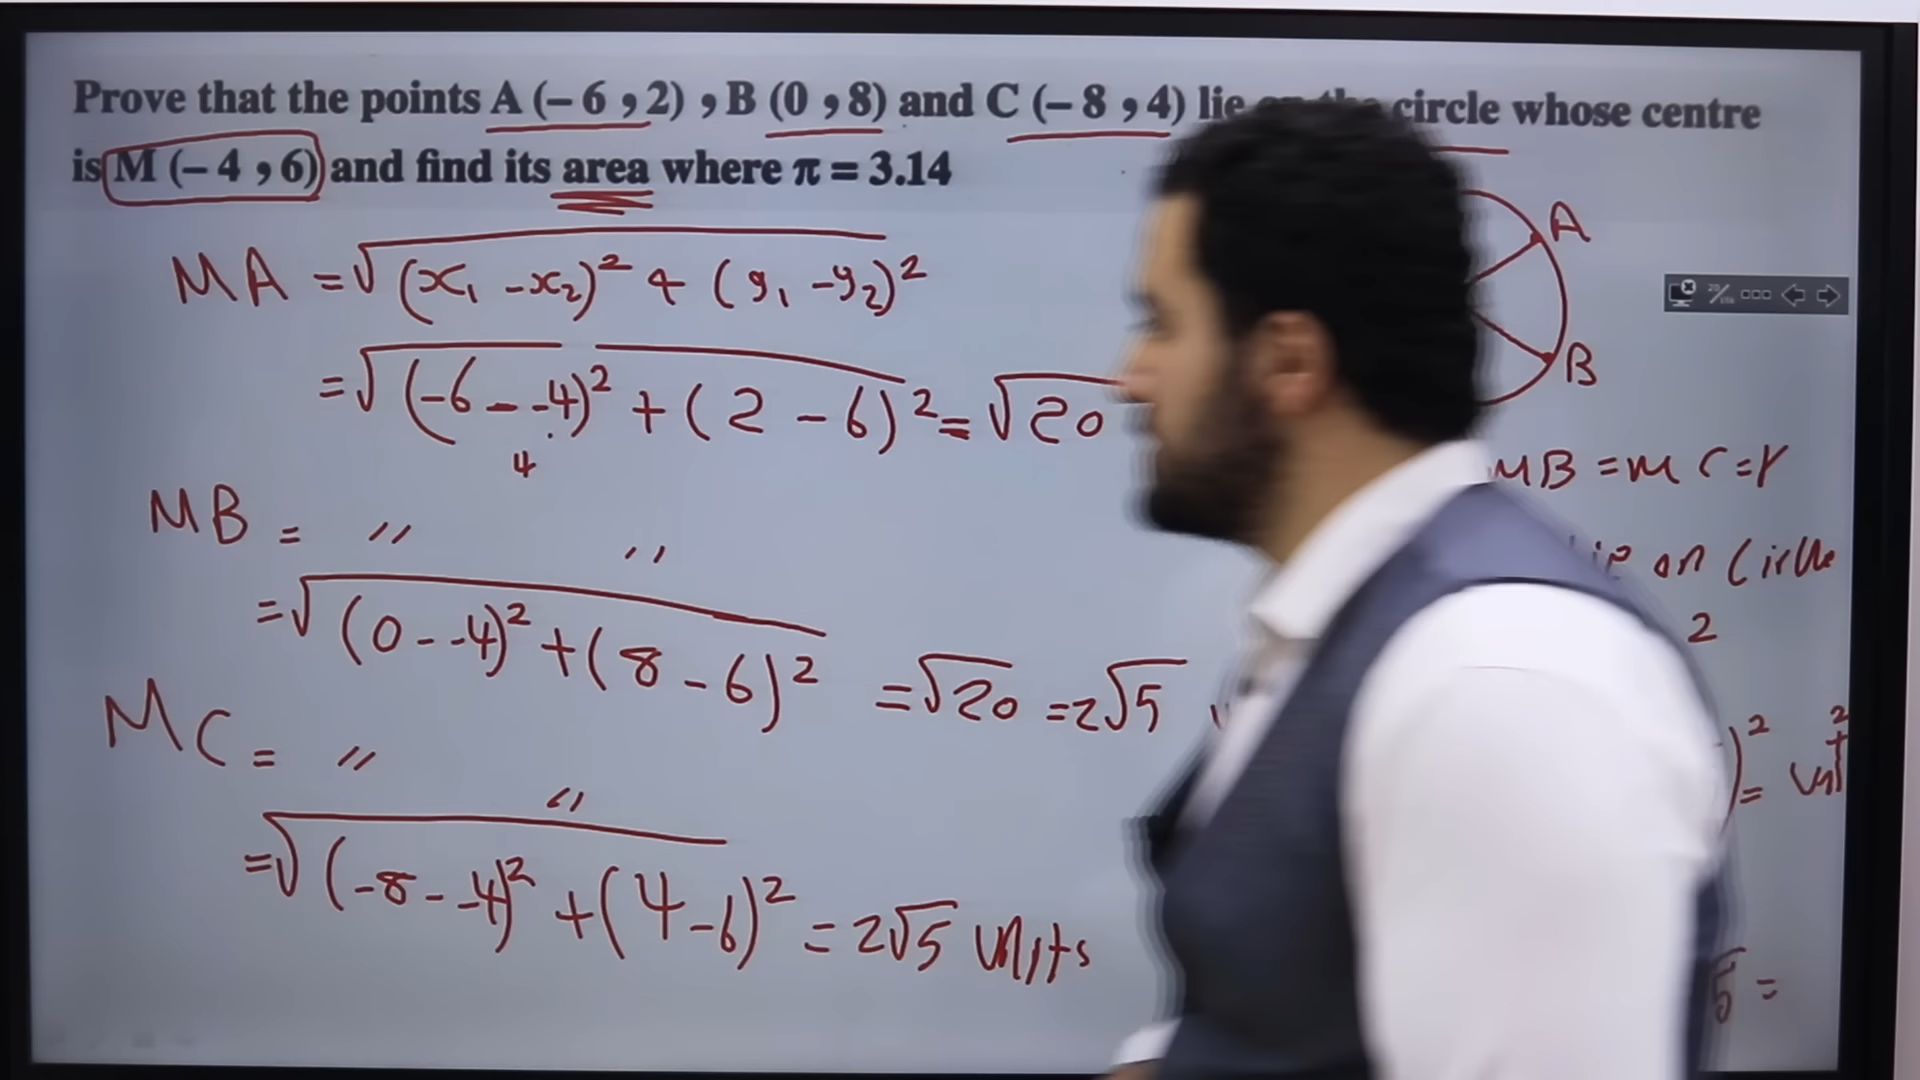 Prove that the points A (– 6 , 2) , B (0 , 8) and C (– 8 , 4) lie circle whose centre
is M (– 4 , 6) and find its area where π = 3.14
MA = √(x₁ - x₂)² + (y₁ - y₂)²
= √(-6 - -4)² + (2 - 6)² = √20
4
MB = 〃 〃
= √(0 - -4)² + (8 - 6)² = √20 = 2√5
MC = 〃 〃
= √(-8 - -4)² + (4 - 6)² = 2√5 units
A
B
MB = MC = r
on Circle
2
)² = unit²
5 =